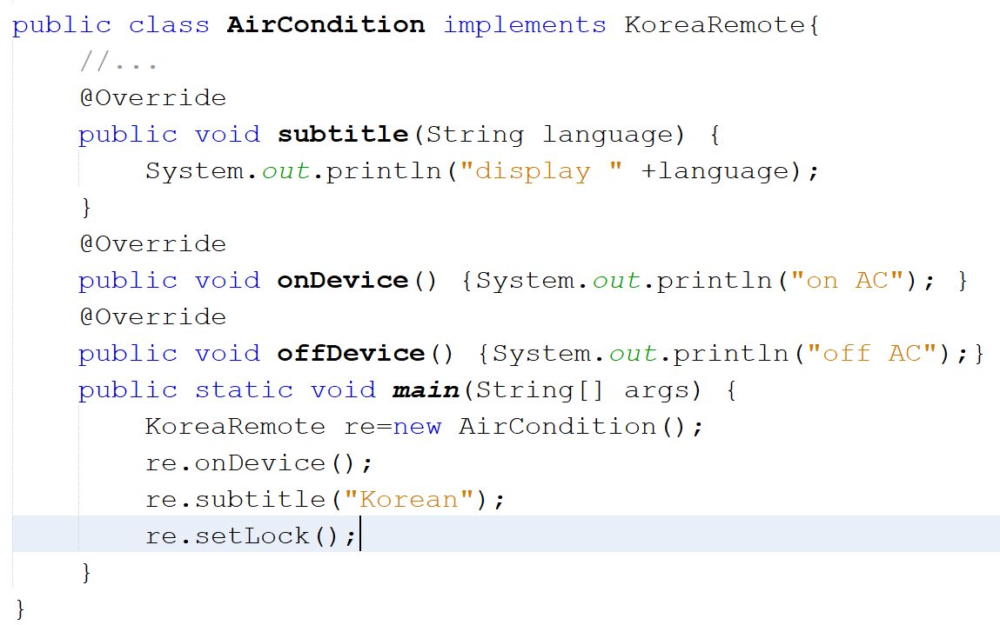 public class AirCondition implements KoreaRemote{
    //...
    @Override
    public void subtitle(String language) {
        System.out.println("display " +language);
    }
    @Override
    public void onDevice() {System.out.println("on AC"); }
    @Override
    public void offDevice() {System.out.println("off AC");}
    public static void main(String[] args) {
        KoreaRemote re=new AirCondition();
        re.onDevice();
        re.subtitle("Korean");
        re.setLock();
    }
}